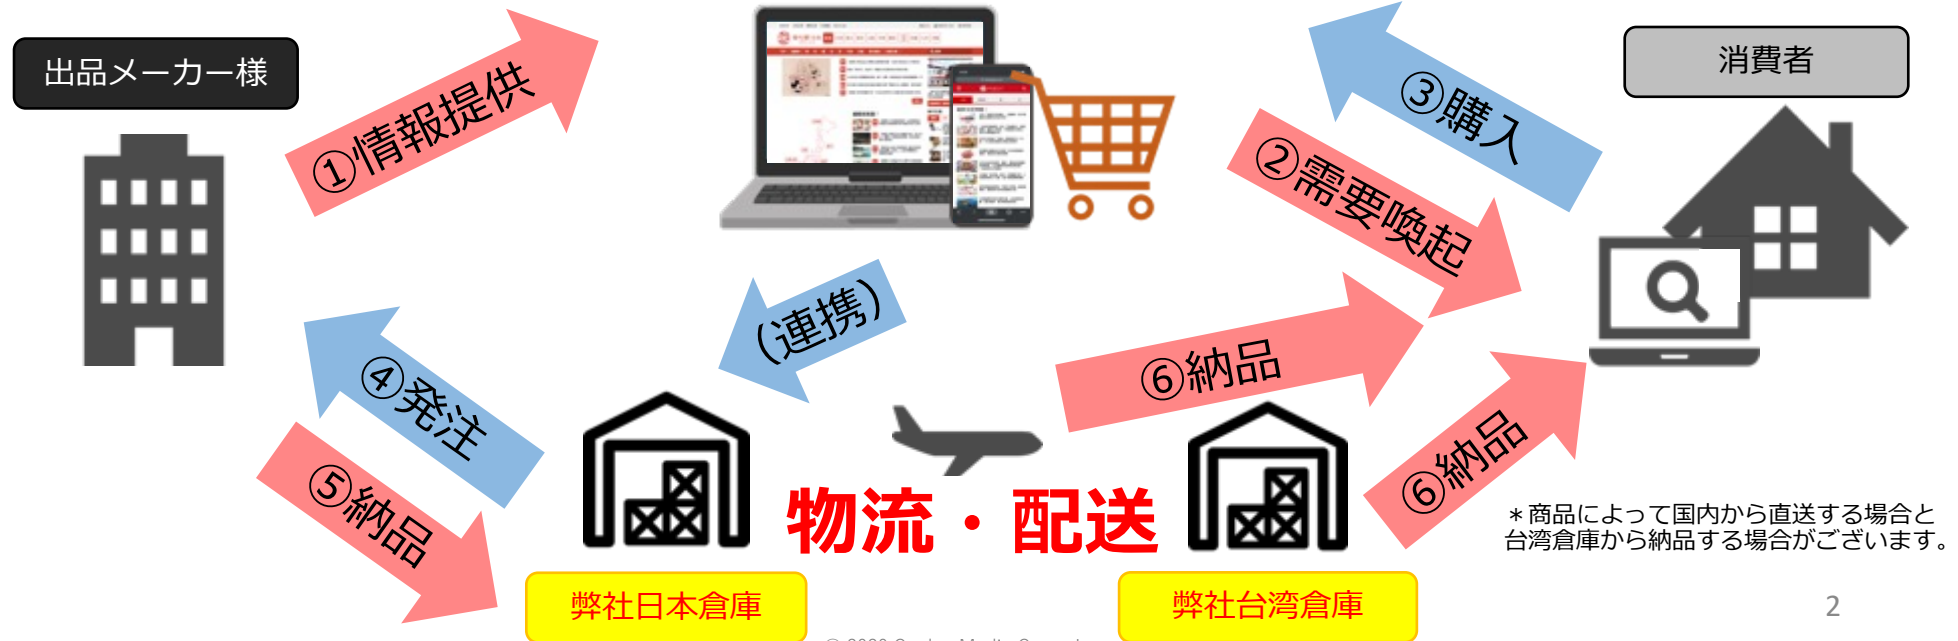 出品メーカー様
消費者
①情報提供
③購入
②需要喚起
(連携)
⑥納品
④発注
⑤納品
⑥納品
物流・配送
＊商品によって国内から直送する場合と
台湾倉庫から納品する場合がございます。
弊社日本倉庫
弊社台湾倉庫
2